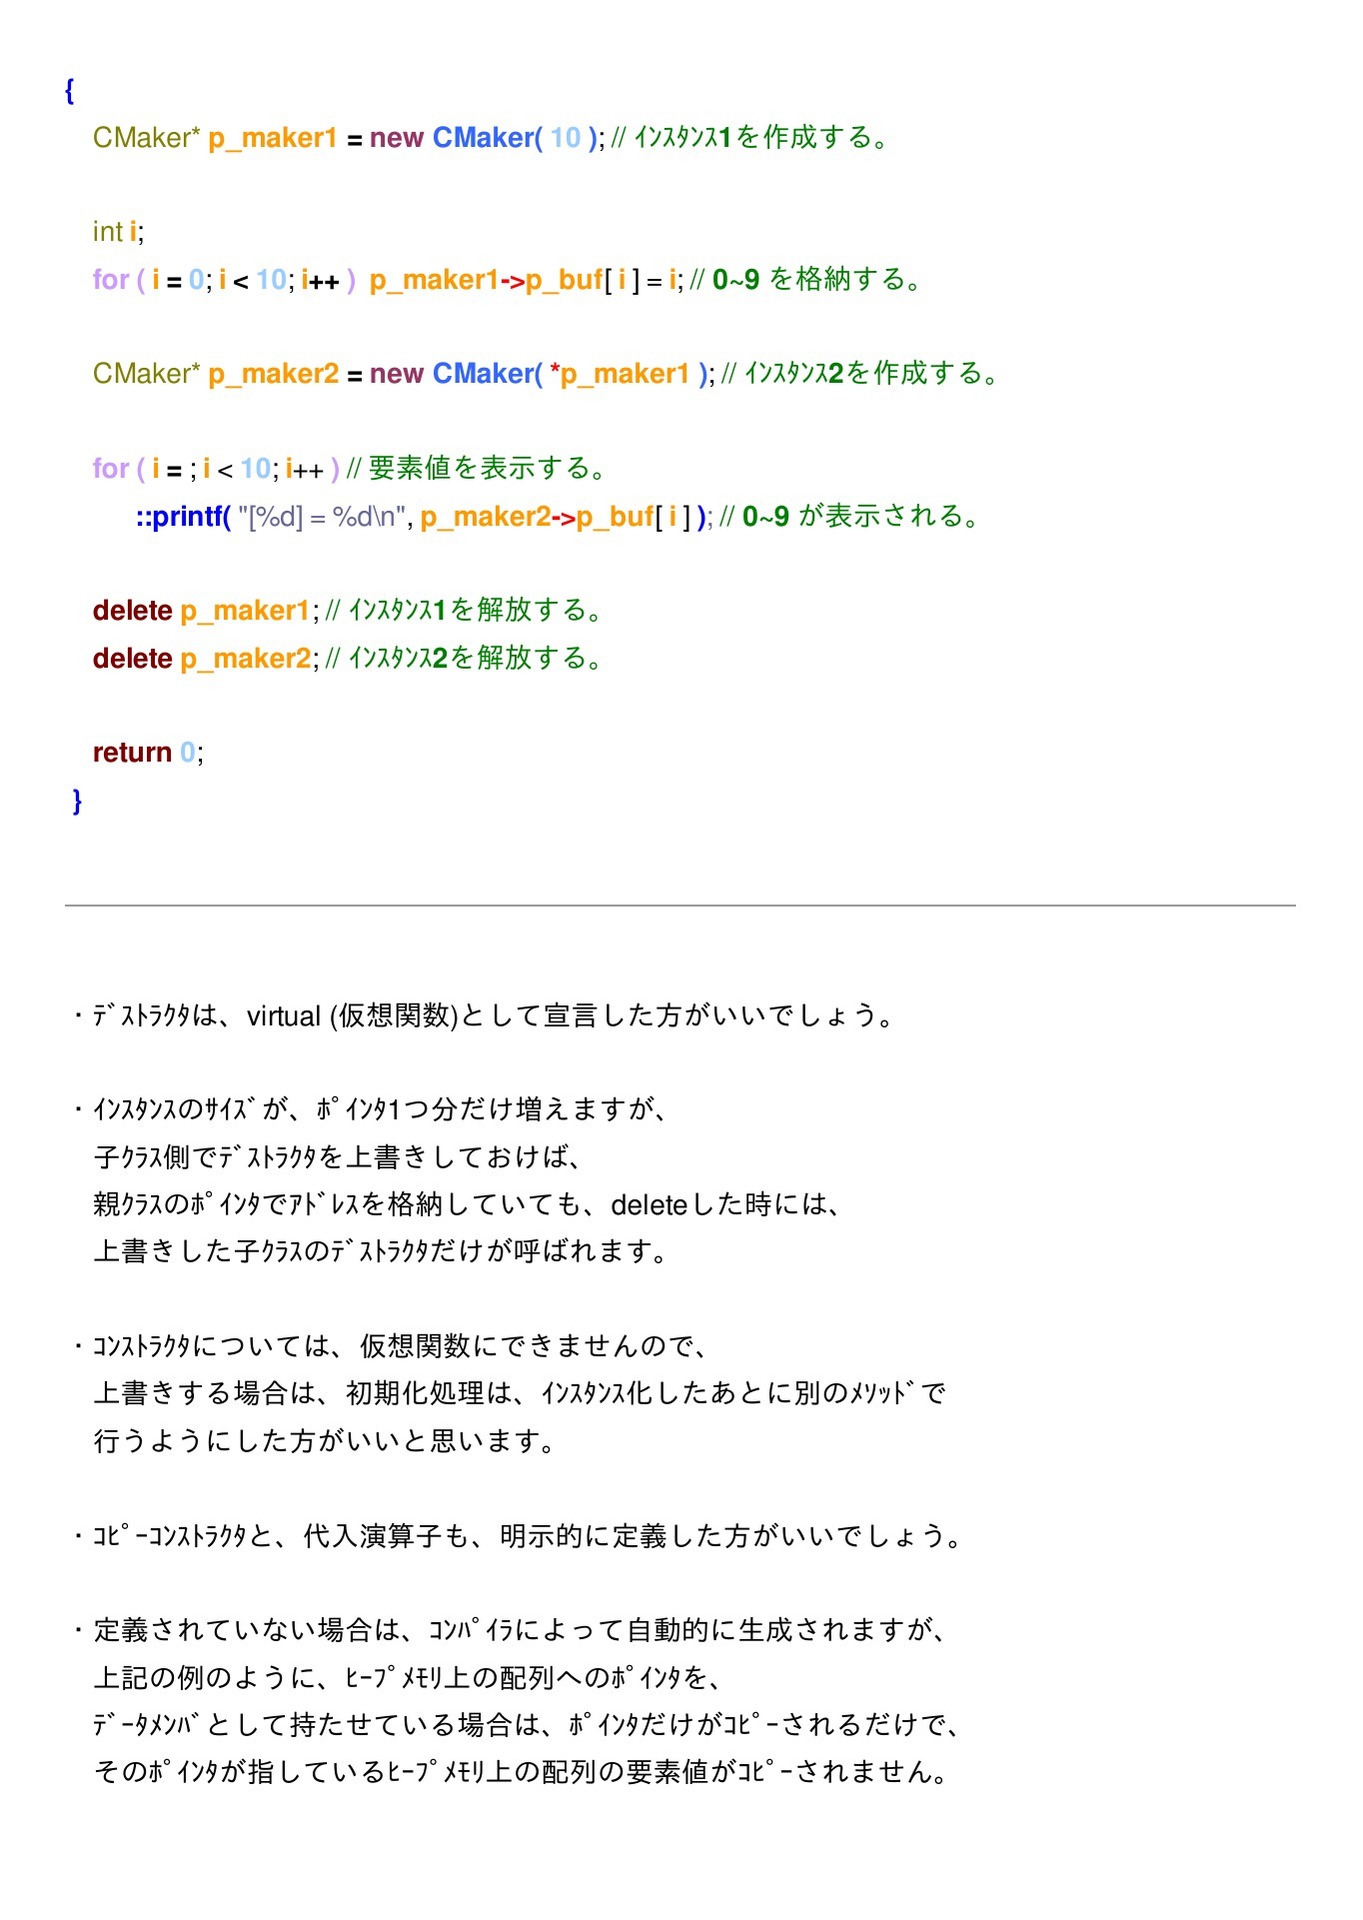 {
CMaker* p_maker1 = new CMaker( 10 ); // ｲﾝｽﾀﾝｽ1を作成する。
int i;
for ( i = 0; i < 10; i++ ) p_maker1->p_buf[ i ] = i; // 0~9 を格納する。
CMaker* p_maker2 = new CMaker( *p_maker1 ); // ｲﾝｽﾀﾝｽ2を作成する。
for ( i = ; i < 10; i++ ) // 要素値を表示する。
::printf( "[%d] = %d\n", p_maker2->p_buf[ i ] ); // 0~9 が表示される。
delete p_maker1; // ｲﾝｽﾀﾝｽ1を解放する。
delete p_maker2; // ｲﾝｽﾀﾝｽ2を解放する。
return 0;
}
・ﾃﾞｽﾄﾗｸﾀは、virtual (仮想関数)として宣言した方がいいでしょう。
・ｲﾝｽﾀﾝｽのｻｲｽﾞが、ﾎﾟｲﾝﾀ1つ分だけ増えますが、
子ｸﾗｽ側でﾃﾞｽﾄﾗｸﾀを上書きしておけば、
親ｸﾗｽのﾎﾟｲﾝﾀでｱﾄﾞﾚｽを格納していても、deleteした時には、
上書きした子ｸﾗｽのﾃﾞｽﾄﾗｸﾀだけが呼ばれます。
・ｺﾝｽﾄﾗｸﾀについては、仮想関数にできませんので、
上書きする場合は、初期化処理は、ｲﾝｽﾀﾝｽ化したあとに別のﾒｿｯﾄﾞで
行うようにした方がいいと思います。
・ｺﾋﾟｰｺﾝｽﾄﾗｸﾀと、代入演算子も、明示的に定義した方がいいでしょう。
・定義されていない場合は、ｺﾝﾊﾟｲﾗによって自動的に生成されますが、
上記の例のように、ﾋｰﾌﾟﾒﾓﾘ上の配列へのﾎﾟｲﾝﾀを、
ﾃﾞｰﾀﾒﾝﾊﾞとして持たせている場合は、ﾎﾟｲﾝﾀだけがｺﾋﾟｰされるだけで、
そのﾎﾟｲﾝﾀが指しているﾋｰﾌﾟﾒﾓﾘ上の配列の要素値がｺﾋﾟｰされません。